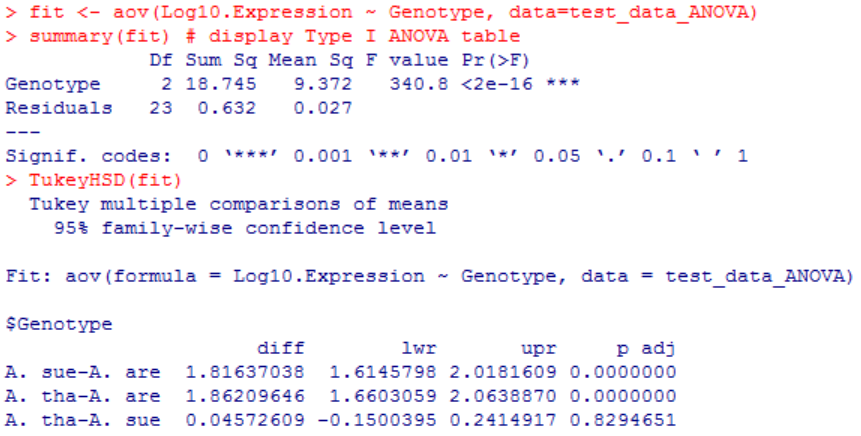 > fit <- aov(Log10.Expression ~ Genotype, data=test_data_ANOVA)
> summary(fit) # display Type I ANOVA table
            Df Sum Sq Mean Sq F value Pr(>F)
Genotype     2 18.745   9.372   340.8 <2e-16 ***
Residuals   23  0.632   0.027
---
Signif. codes:  0 ‘***’ 0.001 ‘**’ 0.01 ‘*’ 0.05 ‘.’ 0.1 ‘ ’ 1
> TukeyHSD(fit)
  Tukey multiple comparisons of means
    95% family-wise confidence level
Fit: aov(formula = Log10.Expression ~ Genotype, data = test_data_ANOVA)
$Genotype
                     diff        lwr       upr     p adj
A. sue-A. are  1.81637038  1.6145798 2.0181609 0.0000000
A. tha-A. are  1.86209646  1.6603059 2.0638870 0.0000000
A. tha-A. sue  0.04572609 -0.1500395 0.2414917 0.8294651